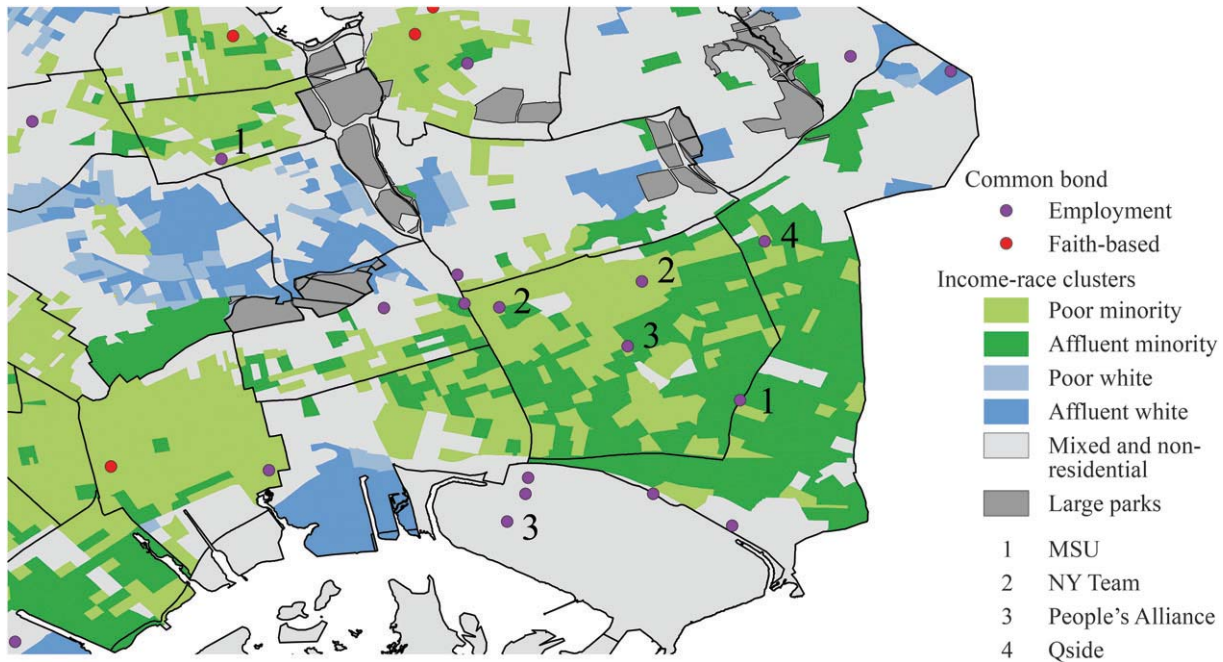 1
4
2
2
3
1
3
Common bond
Employment
Faith-based
Income-race clusters
Poor minority
Affluent minority
Poor white
Affluent white
Mixed and non-
residential
Large parks
1 MSU
2 NY Team
3 People's Alliance
4 Qside